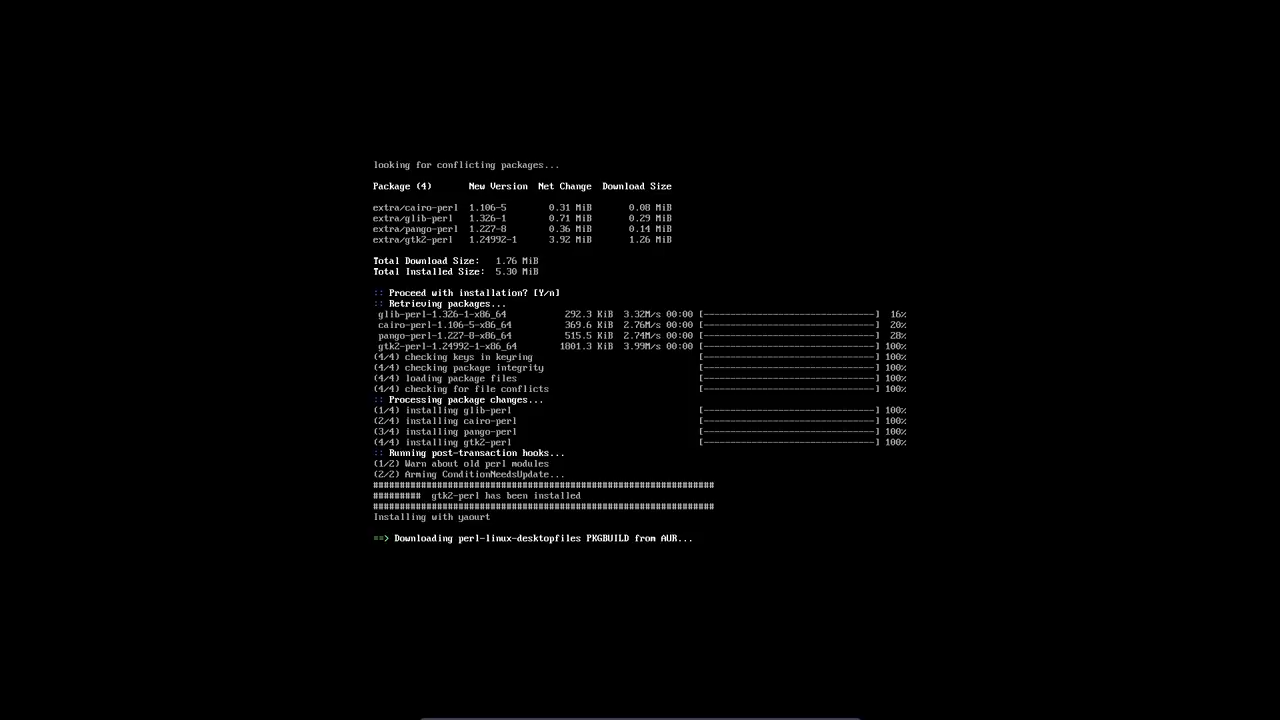 looking for conflicting packages...
Package (4) New Version Net Change Download Size
extra/cairo-perl 1.106-5 0.31 MiB 0.08 MiB
extra/glib-perl 1.326-1 0.71 MiB 0.29 MiB
extra/pango-perl 1.227-8 0.36 MiB 0.14 MiB
extra/gtk2-perl 1.24992-1 3.92 MiB 1.26 MiB
Total Download Size: 1.76 MiB
Total Installed Size: 5.30 MiB
:: Proceed with installation? [Y/n]
:: Retrieving packages...
glib-perl-1.326-1-x86_64 292.3 KiB 3.32M/s 00:00 [--------------------------------] 16%
cairo-perl-1.106-5-x86_64 369.6 KiB 2.76M/s 00:00 [--------------------------------] 20%
pango-perl-1.227-8-x86_64 515.5 KiB 2.74M/s 00:00 [--------------------------------] 28%
gtk2-perl-1.24992-1-x86_64 1801.3 KiB 3.99M/s 00:00 [--------------------------------] 100%
(4/4) checking keys in keyring [--------------------------------] 100%
(4/4) checking package integrity [--------------------------------] 100%
(4/4) loading package files [--------------------------------] 100%
(4/4) checking for file conflicts [--------------------------------] 100%
:: Processing package changes...
(1/4) installing glib-perl [--------------------------------] 100%
(2/4) installing cairo-perl [--------------------------------] 100%
(3/4) installing pango-perl [--------------------------------] 100%
(4/4) installing gtk2-perl [--------------------------------] 100%
:: Running post-transaction hooks...
(1/2) Warn about old perl modules
(2/2) Arming ConditionNeedsUpdate...
################################################################
######### gtk2-perl has been installed
################################################################
Installing with yaourt
==> Downloading perl-linux-desktopfiles PKGBUILD from AUR...